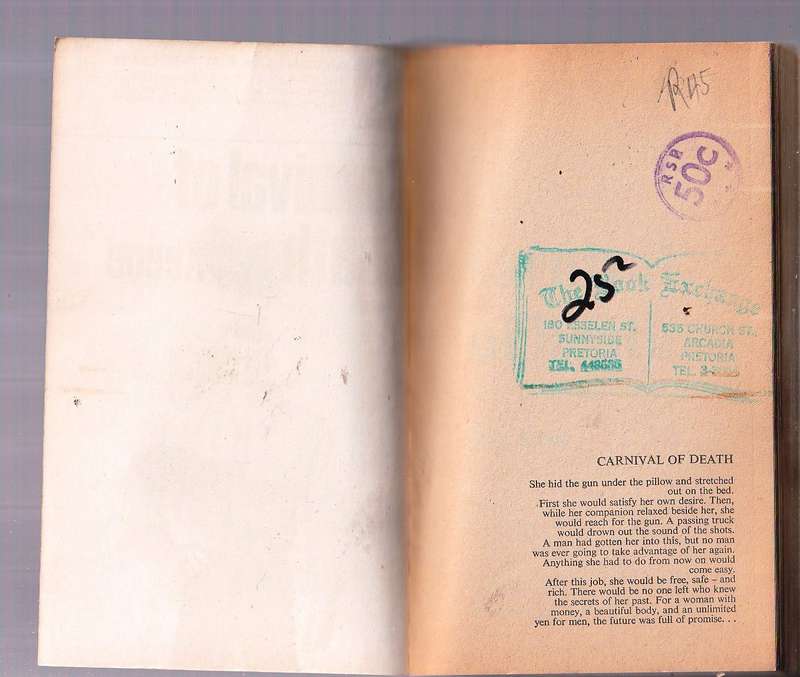 R1.15
RSR
50c
25
The Book Exchange
180 ESSELEN ST.
SUNNYSIDE
PRETORIA
TEL. 448555
535 CHURCH ST.,
ARCADIA
PRETORIA
TEL.
CARNIVAL OF DEATH
She hid the gun under the pillow and stretched
out on the bed.
First she would satisfy her own desire. Then,
while her companion relaxed beside her, she
would reach for the gun. A passing truck
would drown out the sound of the shots.
A man had gotten her into this, but no man
was ever going to take advantage of her again.
Anything she had to do from now on would
come easy.
After this job, she would be free, safe – and
rich. There would be no one left who knew
the secrets of her past. For a woman with
money, a beautiful body, and an unlimited
yen for men, the future was full of promise. . .